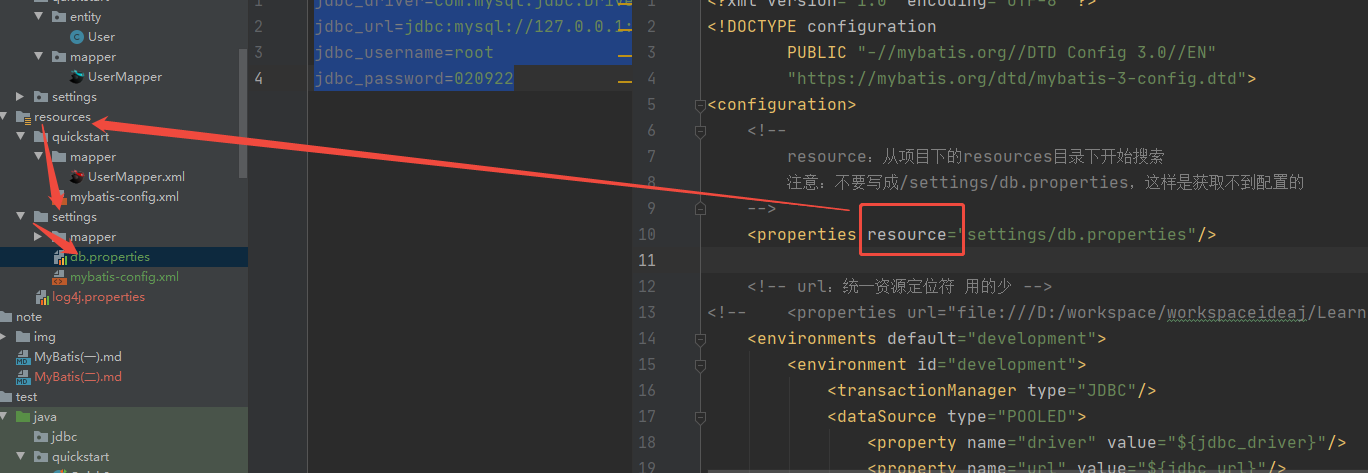 quickstart
entity
User
mapper
UserMapper
settings
resources
quickstart
mapper
UserMapper.xml
mybatis-config.xml
settings
mapper
db.properties
mybatis-config.xml
log4j.properties
note
img
MyBatis(一).md
MyBatis(二).md
test
java
jdbc
quickstart
1 jdbc_driver=com.mysql.jdbc.Drive
2 jdbc_url=jdbc:mysql://127.0.0.1:
3 jdbc_username=root
4 jdbc_password=020922
1 <?xml version="1.0" encoding="UTF-8" ?>
2 <!DOCTYPE configuration
3 PUBLIC "-//mybatis.org//DTD Config 3.0//EN"
4 "https://mybatis.org/dtd/mybatis-3-config.dtd">
5 <configuration>
6 <!--
7 resource：从项目下的resources目录下开始搜索
8 注意：不要写成/settings/db.properties，这样是获取不到配置的
9 -->
10 <properties resource="settings/db.properties"/>
11
12 <!-- url：统一资源定位符 用的少 -->
13 <!-- <properties url="file:///D:/workspace/workspaceideaj/Learn
14 <environments default="development">
15 <environment id="development">
16 <transactionManager type="JDBC"/>
17 <dataSource type="POOLED">
18 <property name="driver" value="${jdbc_driver}"/>
19 <property name="url" value="${jdbc_url}"/>